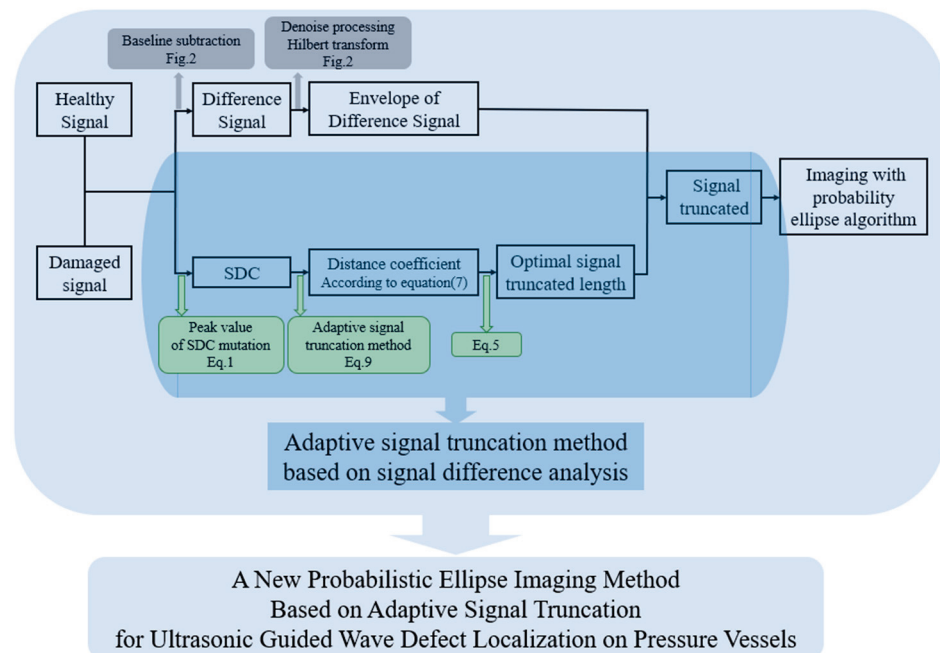 Baseline subtraction
Fig.2
Denoise processing
Hilbert transform
Fig.2
Healthy
Signal
Difference
Signal
Envelope of
Difference Signal
Signal
truncated
Imaging with
probability
ellipse algorithm
Damaged
signal
SDC
Distance coefficient
According to equation(7)
Optimal signal
truncated length
Peak value
of SDC mutation
Eq.1
Adaptive signal
truncation method
Eq.9
Eq.5
Adaptive signal truncation method
based on signal difference analysis
A New Probabilistic Ellipse Imaging Method
Based on Adaptive Signal Truncation
for Ultrasonic Guided Wave Defect Localization on Pressure Vessels